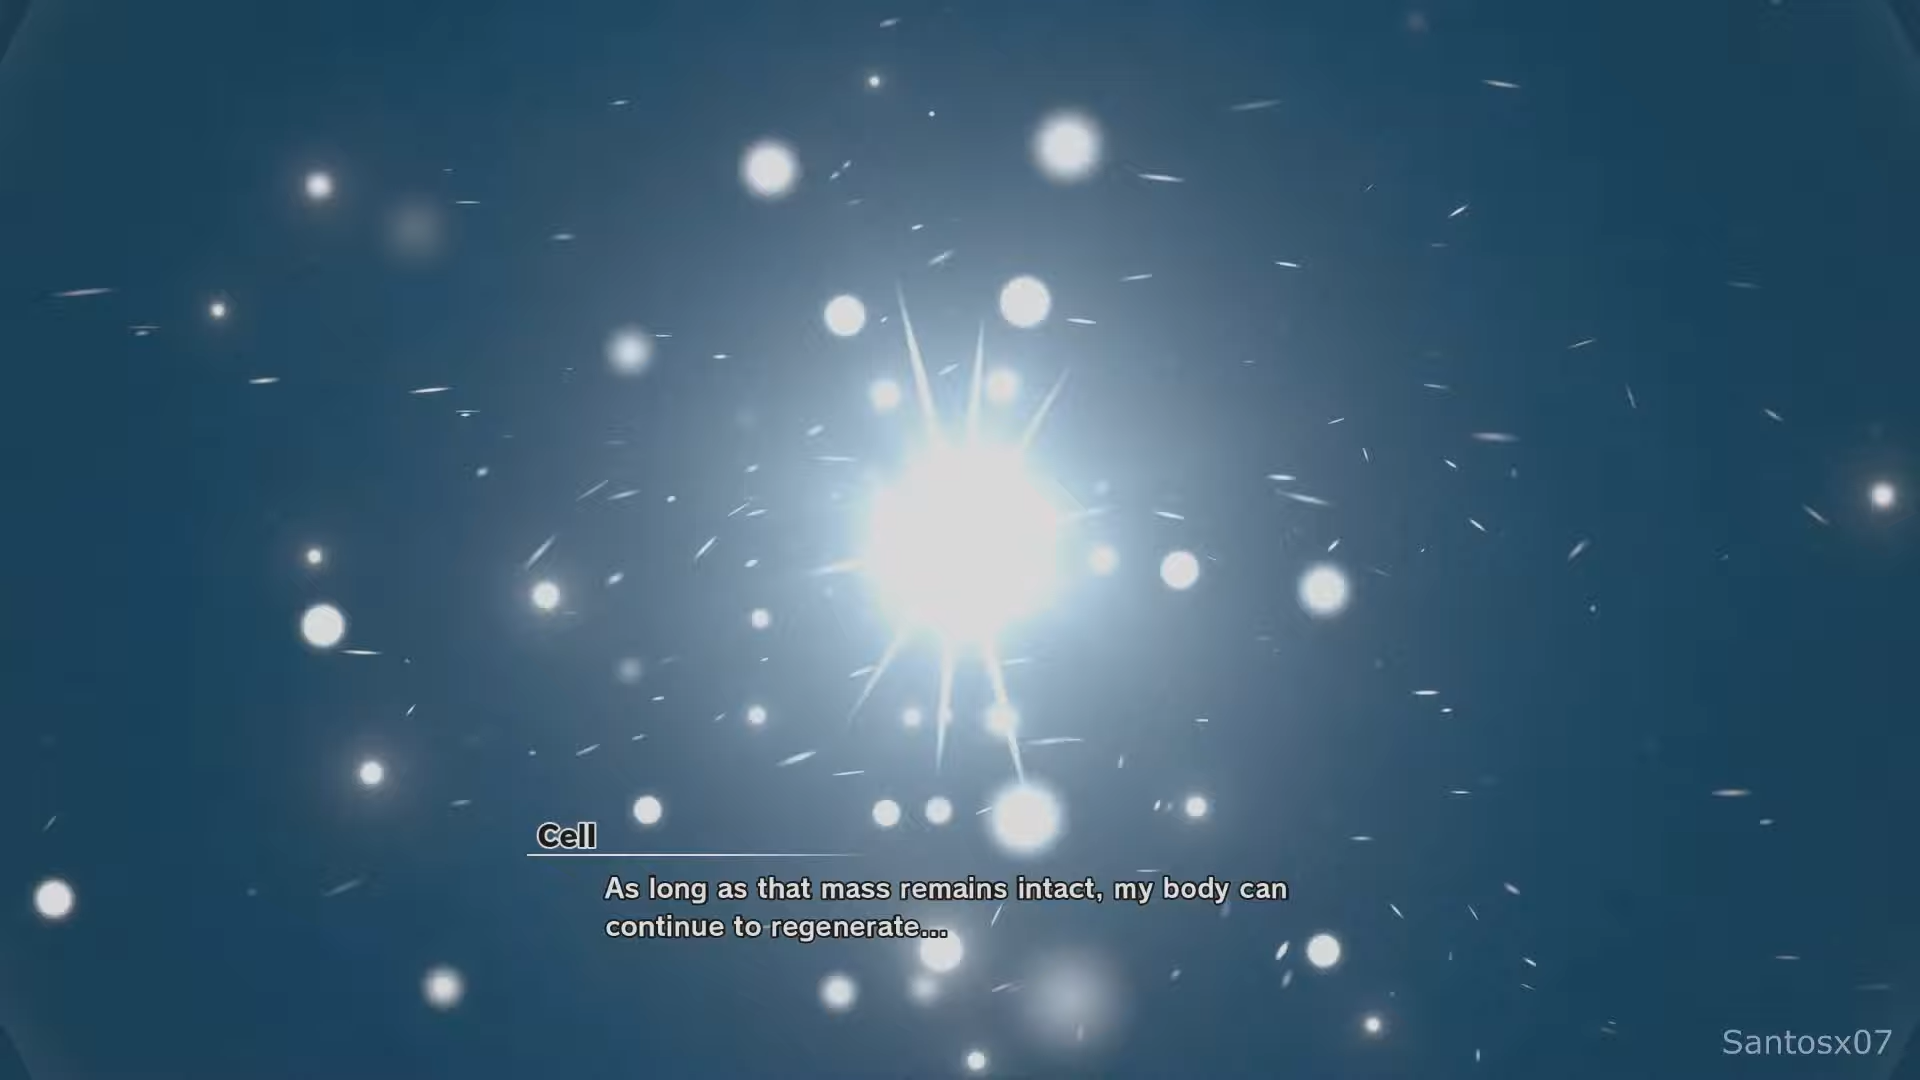 Cell
As long as that mass remains intact, my body can
continue to regenerate...
Santosx07